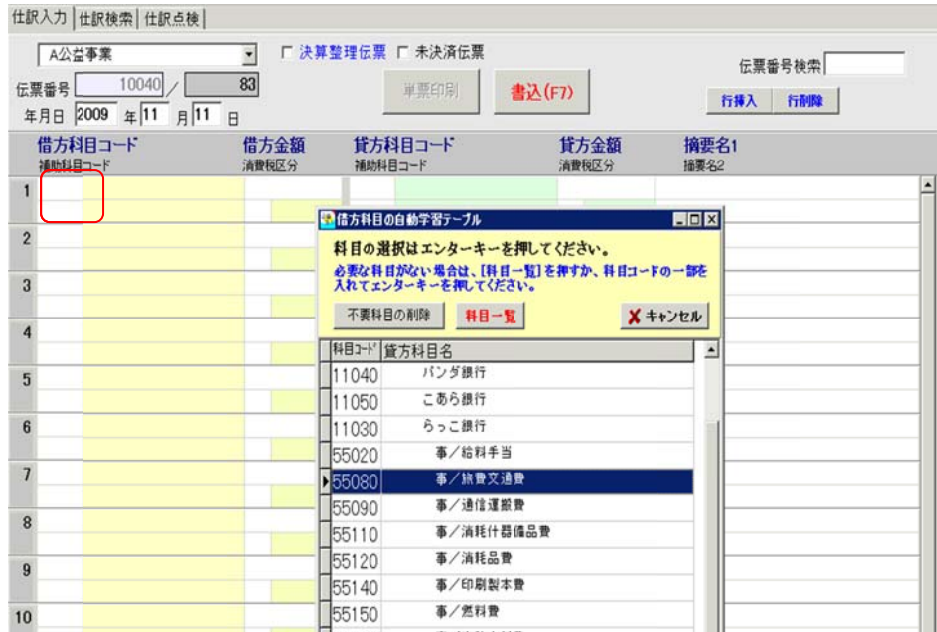 仕訳入力 仕訳検索 仕訳点検
A公益事業 決算整理伝票 未決済伝票
伝票番号検索
伝票番号 10040 / 83 単票印刷 書込(F7)
行挿入 行削除
年月日 2009 年 11 月 11 日
借方科目コード 借方金額 貸方科目コード 貸方金額 摘要名1
補助科目コード 消費税区分 補助科目コード 消費税区分 摘要名2
1
2
3
4
5
6
7
8
9
10
借方科目の自動学習テーブル
科目の選択はエンターキーを押してください。
必要な科目がない場合は、[科目一覧]を押すか、科目コードの一部を
入れてエンターキーを押してください。
不要科目の削除 科目一覧 キャンセル
科目コード 貸方科目名
11040 パンダ銀行
11050 こあら銀行
11030 らっこ銀行
55020 事/給料手当
55080 事/旅費交通費
55090 事/通信運搬費
55110 事/消耗什器備品費
55120 事/消耗品費
55140 事/印刷製本費
55150 事/燃料費